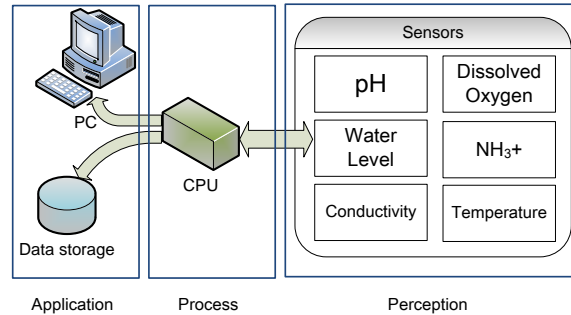 Sensors
pH
Dissolved
Oxygen
PC
Water
Level
NH₃+
CPU
Conductivity
Temperature
Data storage
Application
Process
Perception